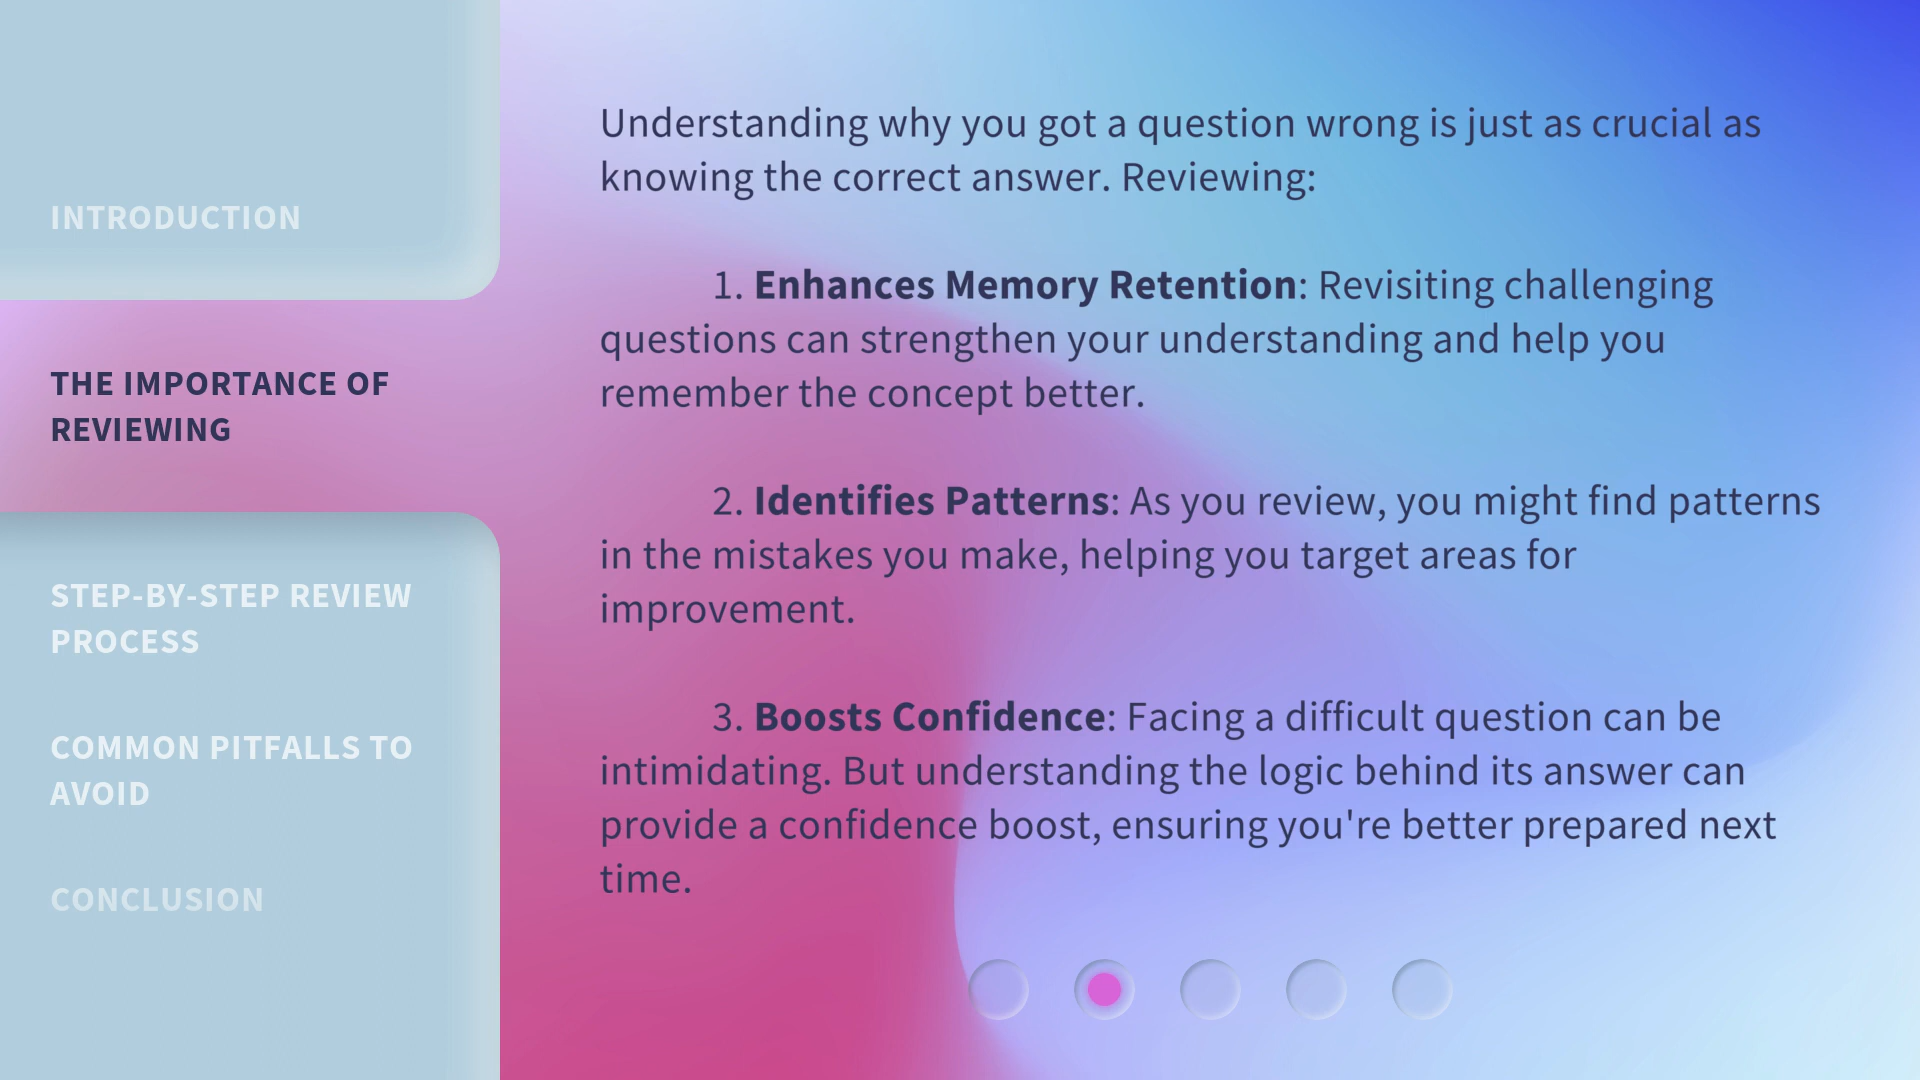 INTRODUCTION
THE IMPORTANCE OF
REVIEWING
STEP-BY-STEP REVIEW
PROCESS
COMMON PITFALLS TO
AVOID
CONCLUSION
Understanding why you got a question wrong is just as crucial as
knowing the correct answer. Reviewing:
1. Enhances Memory Retention: Revisiting challenging
questions can strengthen your understanding and help you
remember the concept better.
2. Identifies Patterns: As you review, you might find patterns
in the mistakes you make, helping you target areas for
improvement.
3. Boosts Confidence: Facing a difficult question can be
intimidating. But understanding the logic behind its answer can
provide a confidence boost, ensuring you're better prepared next
time.